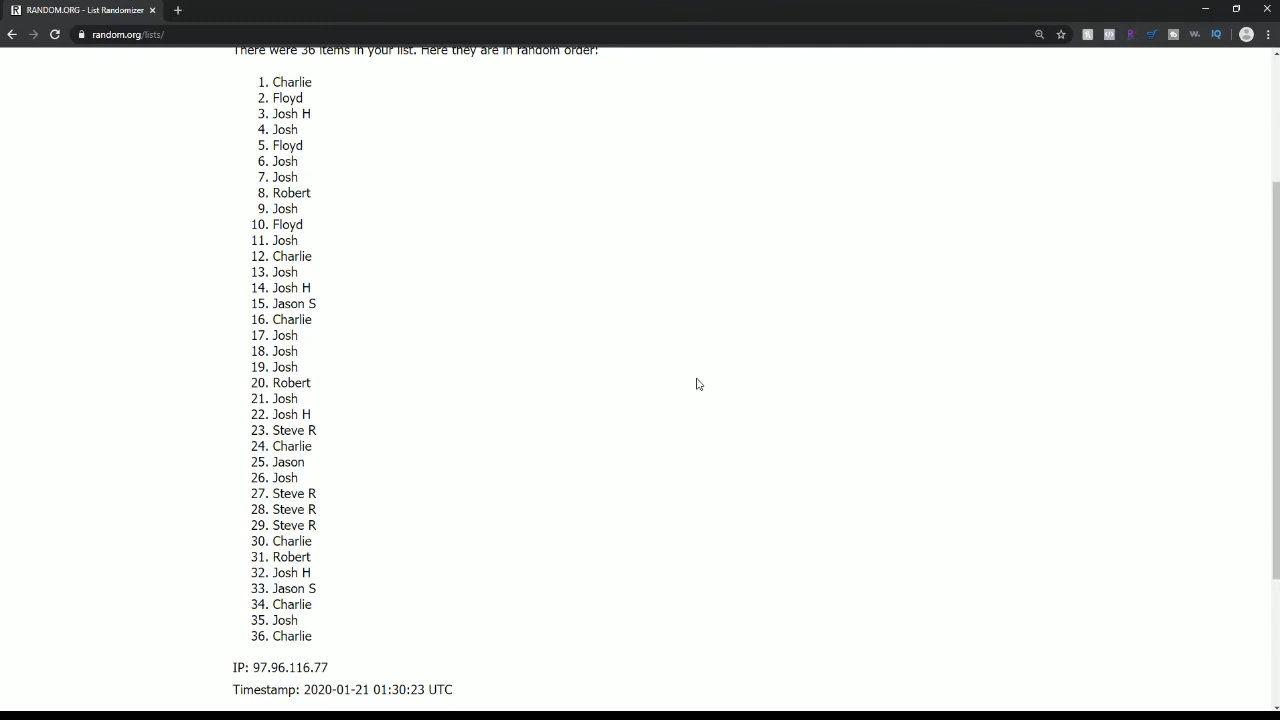 RANDOM.ORG - List Randomizer
random.org/lists/
There were 36 items in your list. Here they are in random order:
1. Charlie
2. Floyd
3. Josh H
4. Josh
5. Floyd
6. Josh
7. Josh
8. Robert
9. Josh
10. Floyd
11. Josh
12. Charlie
13. Josh
14. Josh H
15. Jason S
16. Charlie
17. Josh
18. Josh
19. Josh
20. Robert
21. Josh
22. Josh H
23. Steve R
24. Charlie
25. Jason
26. Josh
27. Steve R
28. Steve R
29. Steve R
30. Charlie
31. Robert
32. Josh H
33. Jason S
34. Charlie
35. Josh
36. Charlie
IP: 97.96.116.77
Timestamp: 2020-01-21 01:30:23 UTC